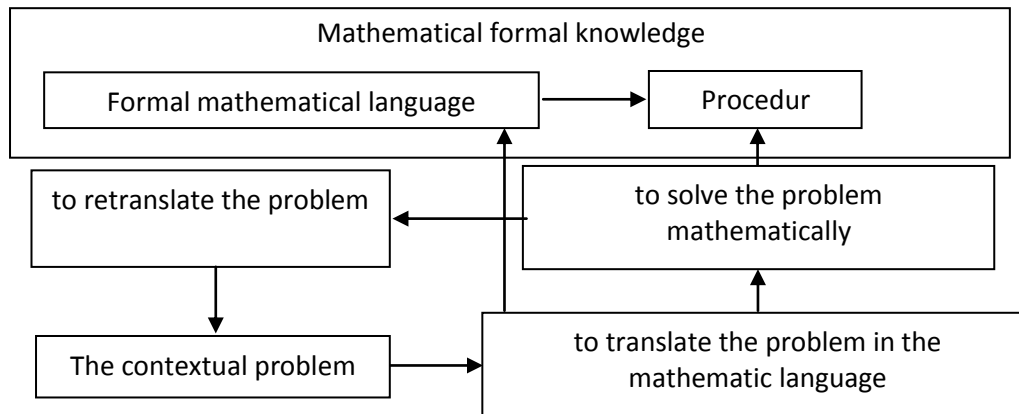 Mathematical formal knowledge
Formal mathematical language
Procedur
to retranslate the problem
to solve the problem
mathematically
The contextual problem
to translate the problem in the
mathematic language